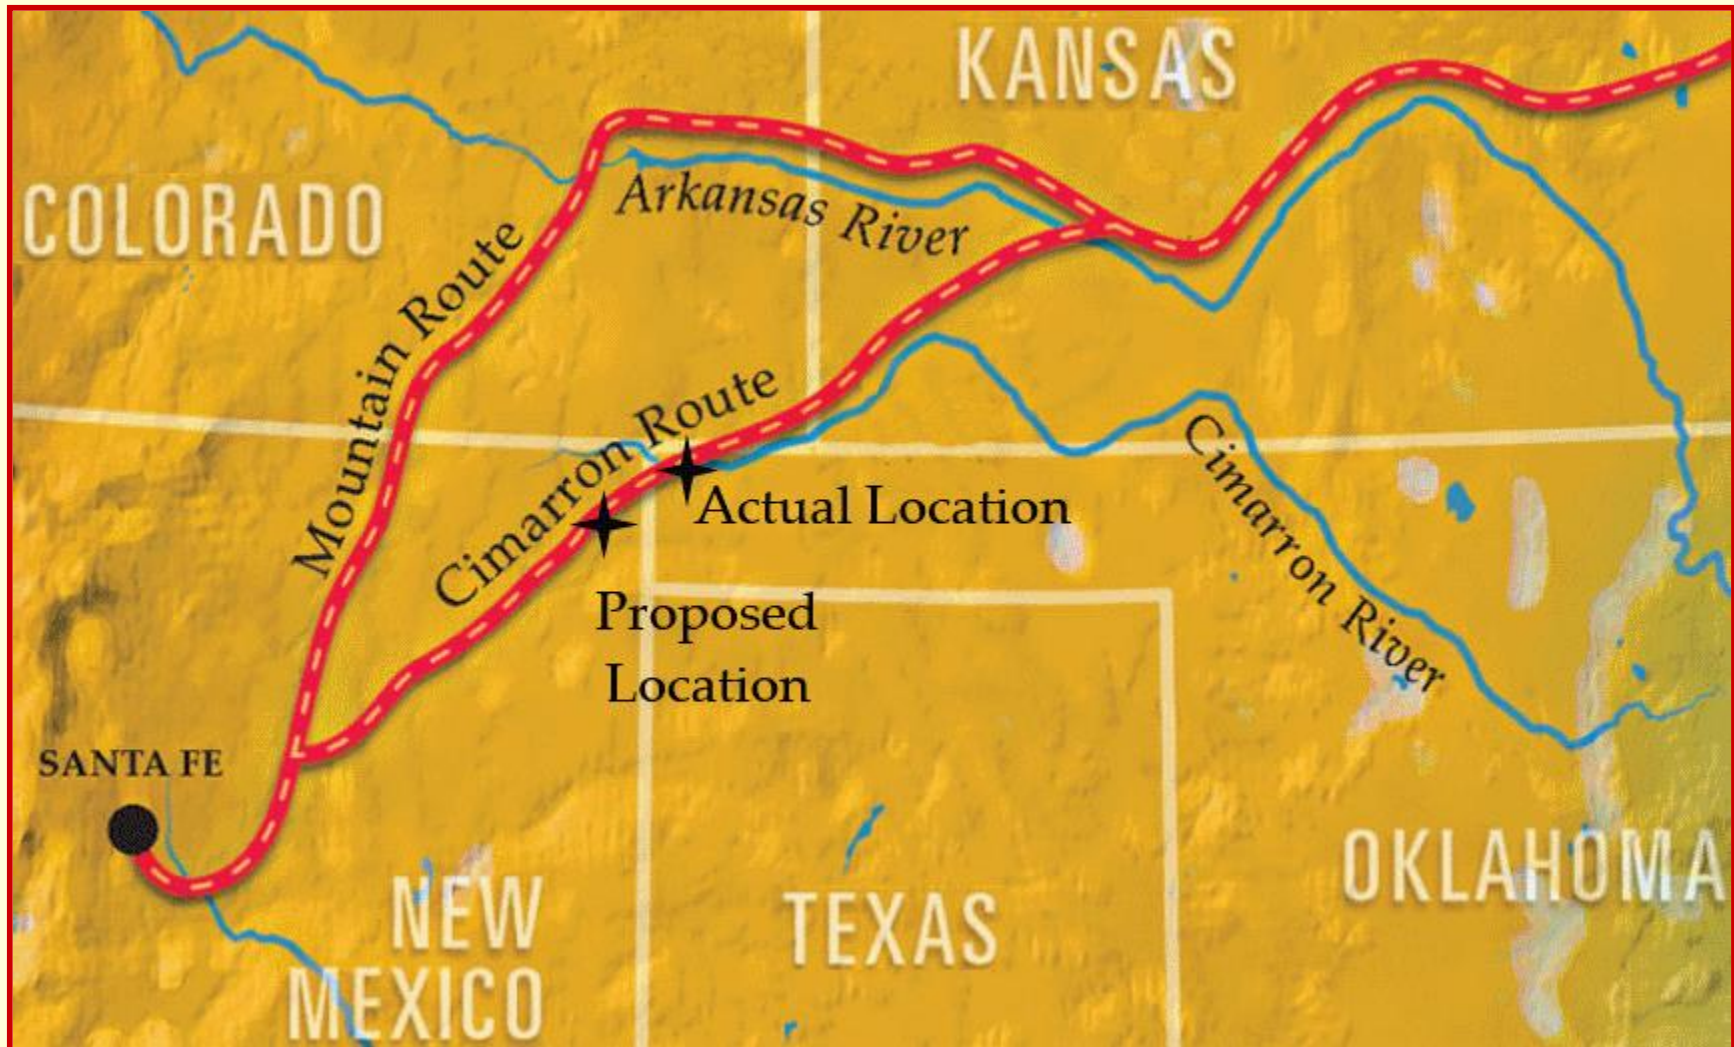 KANSAS
COLORADO
Arkansas River
Mountain Route
Cimarron Route
Cimarron River
Actual Location
Proposed
Location
SANTA FE
OKLAHOMA
NEW
MEXICO
TEXAS